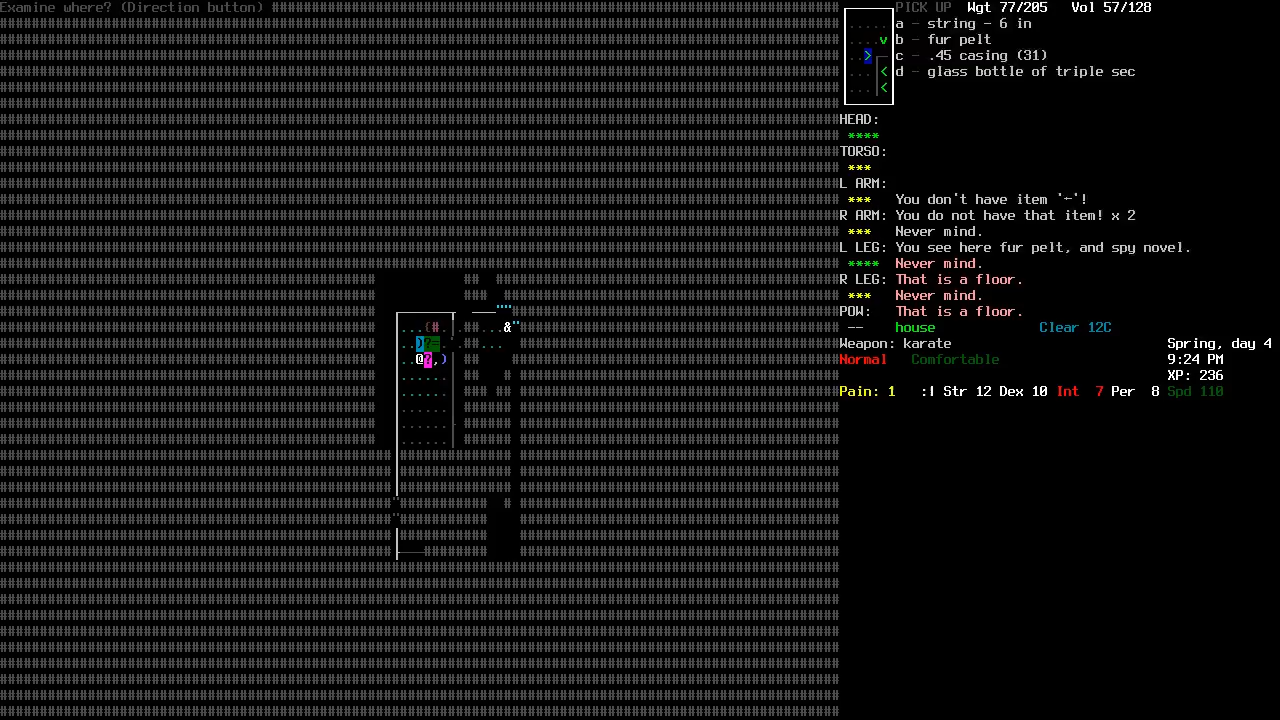 Examine where? (Direction button)
PICK UP Wgt 77/205 Vol 57/128
a - string - 6 in
b - fur pelt
c - .45 casing (31)
d - glass bottle of triple sec
HEAD:
****
TORSO:
***
L ARM:
*** You don't have item '←'!
R ARM: You do not have that item! x 2
*** Never mind.
L LEG: You see here fur pelt, and spy novel.
**** Never mind.
R LEG: That is a floor.
*** Never mind.
POW: That is a floor.
-- house Clear 12C
Weapon: karate Spring, day 4
Normal Comfortable 9:24 PM
XP: 236
Pain: 1 :| Str 12 Dex 10 Int 7 Per 8 Spd 110